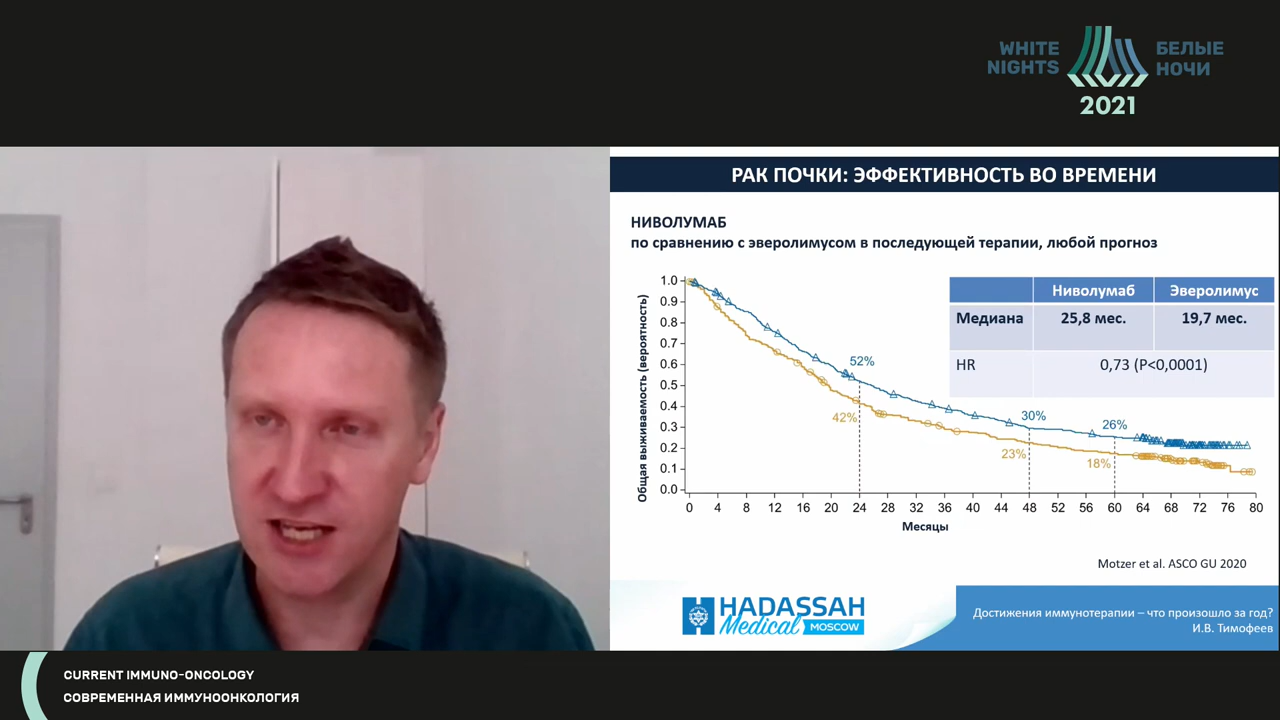 WHITE NIGHTS
БЕЛЫЕ НОЧИ
2021
РАК ПОЧКИ: ЭФФЕКТИВНОСТЬ ВО ВРЕМЕНИ
НИВОЛУМАБ
по сравнению с эверолимусом в последующей терапии, любой прогноз
Ниволумаб Эверолимус
Медиана 25,8 мес. 19,7 мес.
HR 0,73 (P<0,0001)
Общая выживаемость (вероятность)
1.0
0.9
0.8
0.7
0.6
0.5
0.4
0.3
0.2
0.1
0.0
52%
42%
30%
23%
26%
18%
0 4 8 12 16 20 24 28 32 36 40 44 48 52 56 60 64 68 72 76 80
Месяцы
Motzer et al. ASCO GU 2020
HADASSAH
Medical MOSCOW
Достижения иммунотерапии – что произошло за год?
И.В. Тимофеев
CURRENT IMMUNO-ONCOLOGY
СОВРЕМЕННАЯ ИММУНООНКОЛОГИЯ